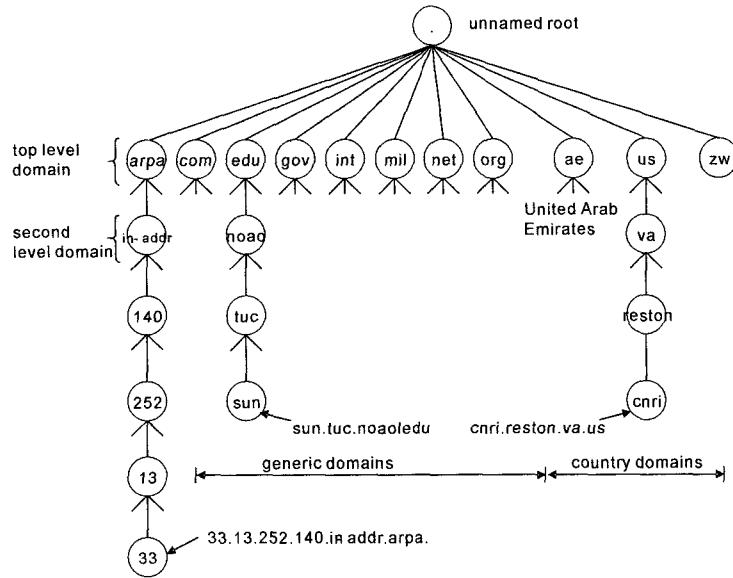 unnamed root
.
top level
domain
arpa com edu gov int mil net org ae us zw
United Arab
Emirates
second
level domain
in- addr noao va
140 tuc reston
252 sun cnri
sun.tuc.noaoledu cnri.reston.va.us
generic domains country domains
13
33.13.252.140.in addr.arpa.
33